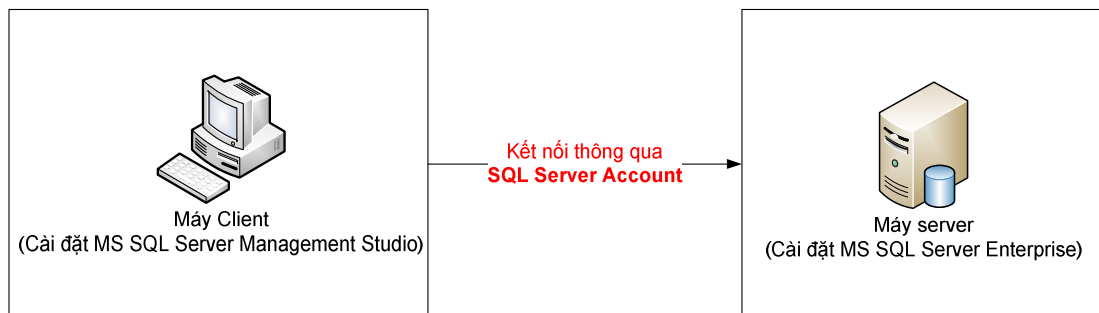 Máy Client
(Cài đặt MS SQL Server Management Studio)
Kết nối thông qua
SQL Server Account
Máy server
(Cài đặt MS SQL Server Enterprise)